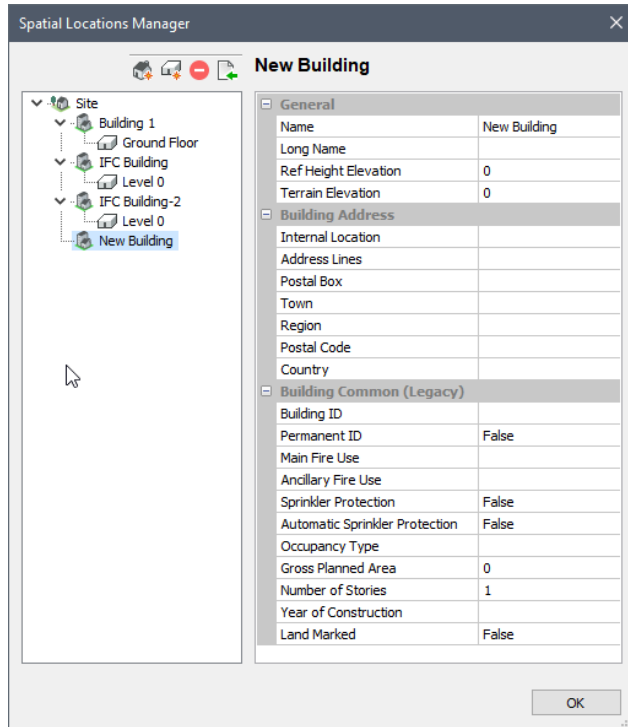 Spatial Locations Manager
New Building
Site
Building 1
Ground Floor
IFC Building
Level 0
IFC Building-2
Level 0
New Building
General
Name New Building
Long Name
Ref Height Elevation 0
Terrain Elevation 0
Building Address
Internal Location
Address Lines
Postal Box
Town
Region
Postal Code
Country
Building Common (Legacy)
Building ID
Permanent ID False
Main Fire Use
Ancillary Fire Use
Sprinkler Protection False
Automatic Sprinkler Protection False
Occupancy Type
Gross Planned Area 0
Number of Stories 1
Year of Construction
Land Marked False
OK